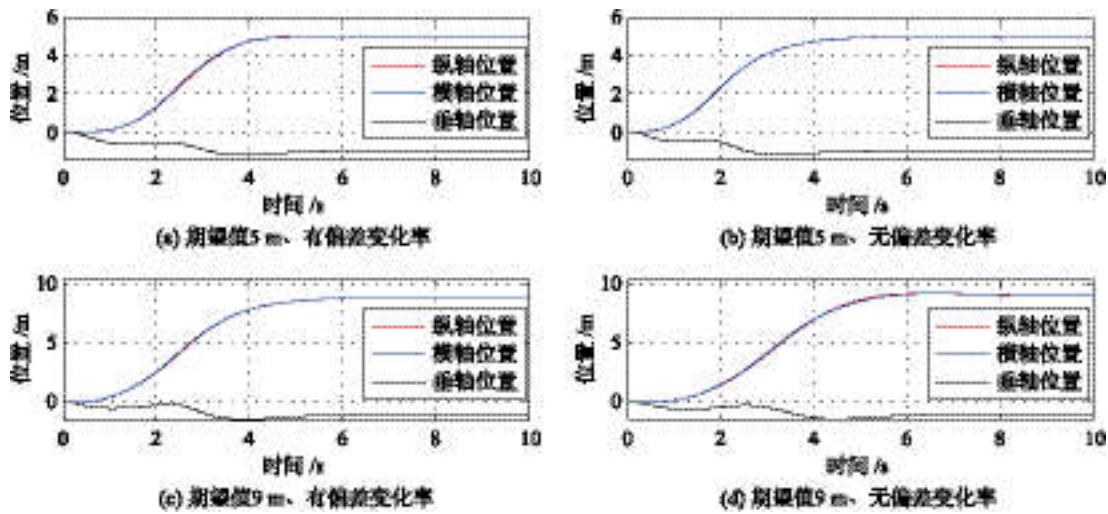 6
4
2
0
位置 /m
纵轴位置
横轴位置
垂轴位置
0 2 4 6 8 10
时间 /s
(a) 期望值5 m、有偏差变化率
6
4
2
0
位置 /m
纵轴位置
横轴位置
垂轴位置
0 2 4 6 8 10
时间 /s
(b) 期望值5 m、无偏差变化率
10
5
0
位置 /m
纵轴位置
横轴位置
垂轴位置
0 2 4 6 8 10
时间 /s
(c) 期望值9 m、有偏差变化率
10
5
0
位置 /m
纵轴位置
横轴位置
垂轴位置
0 2 4 6 8 10
时间 /s
(d) 期望值9 m、无偏差变化率